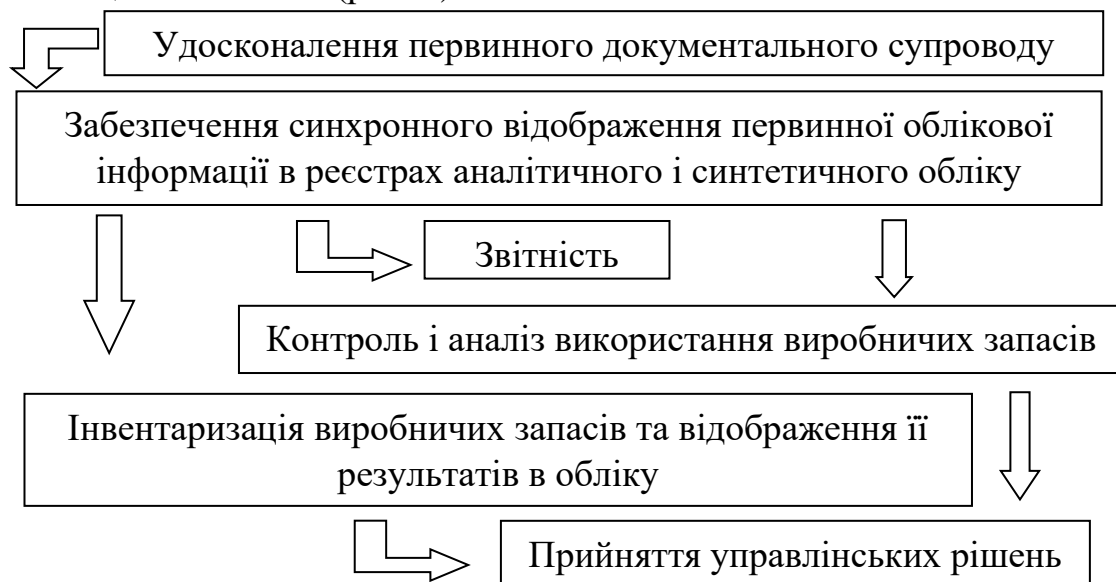 Удосконалення первинного документального супроводу
Забезпечення синхронного відображення первинної облікової
інформації в реєстрах аналітичного і синтетичного обліку
Звітність
Контроль і аналіз використання виробничих запасів
Інвентаризація виробничих запасів та відображення її
результатів в обліку
Прийняття управлінських рішень